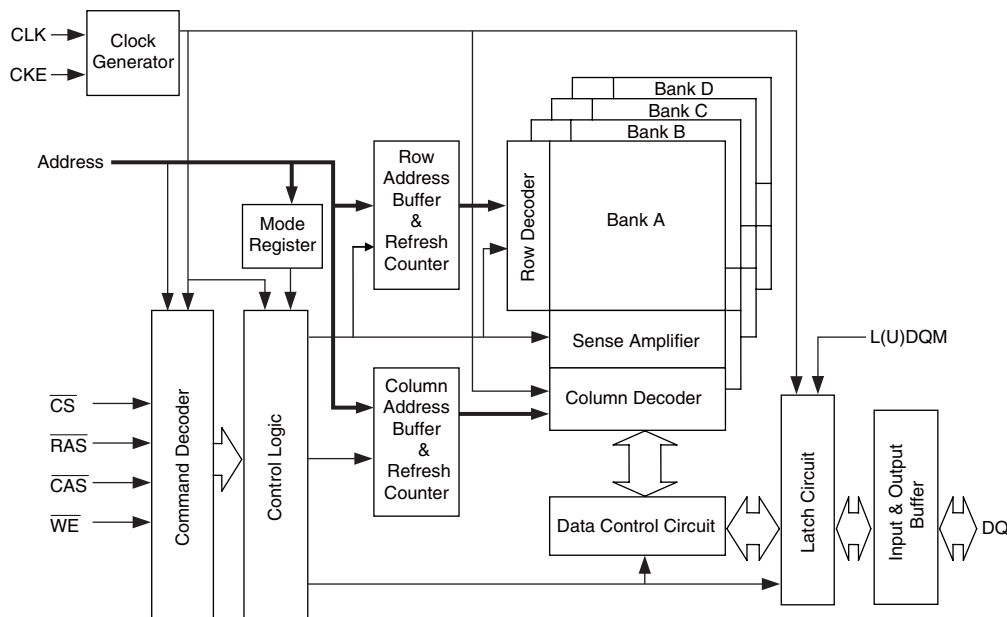 CLK
CKE
Clock
Generator
Bank D
Bank C
Bank B
Bank A
Address
Row
Address
Buffer
&
Refresh
Counter
Row Decoder
Mode
Register
Sense Amplifier
Column Decoder
L(U)DQM
Column
Address
Buffer
&
Refresh
Counter
CS
RAS
CAS
WE
Command Decoder
Control Logic
Data Control Circuit
Latch Circuit
Input & Output
Buffer
DQ